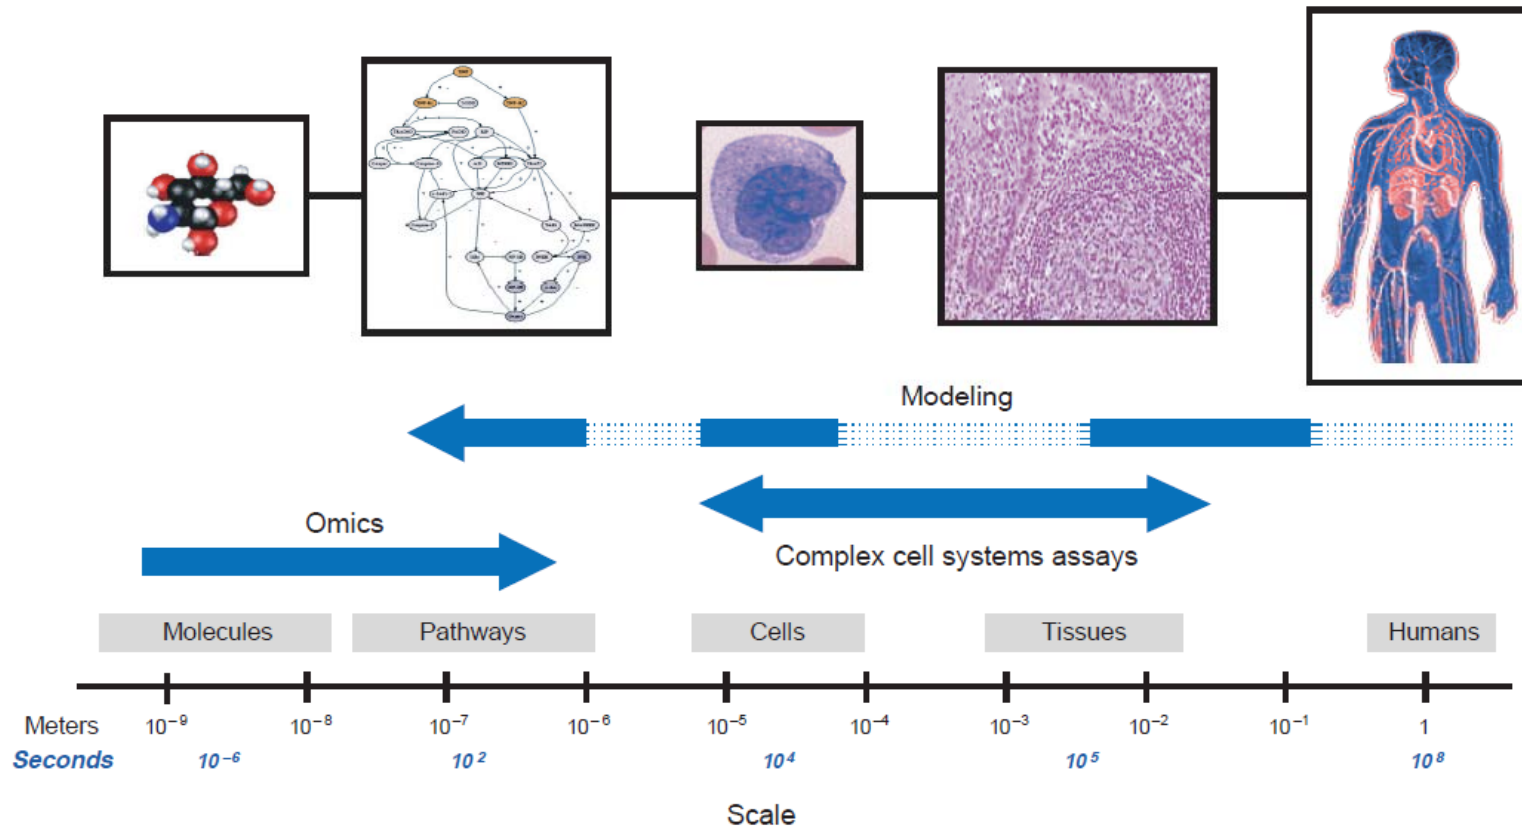 Modeling
Omics
Complex cell systems assays
Molecules Pathways Cells Tissues Humans
Meters 10⁻⁹ 10⁻⁸ 10⁻⁷ 10⁻⁶ 10⁻⁵ 10⁻⁴ 10⁻³ 10⁻² 10⁻¹ 1
Seconds 10⁻⁶ 10² 10⁴ 10⁵ 10⁸
Scale